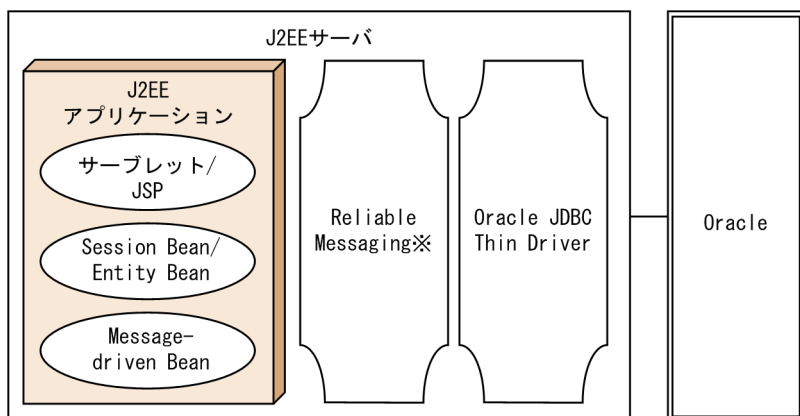 J2EEサーバ
J2EE
アプリケーション
サーブレット/
JSP
Session Bean/
Entity Bean
Message-
driven Bean
Reliable
Messaging※
Oracle JDBC
Thin Driver
Oracle